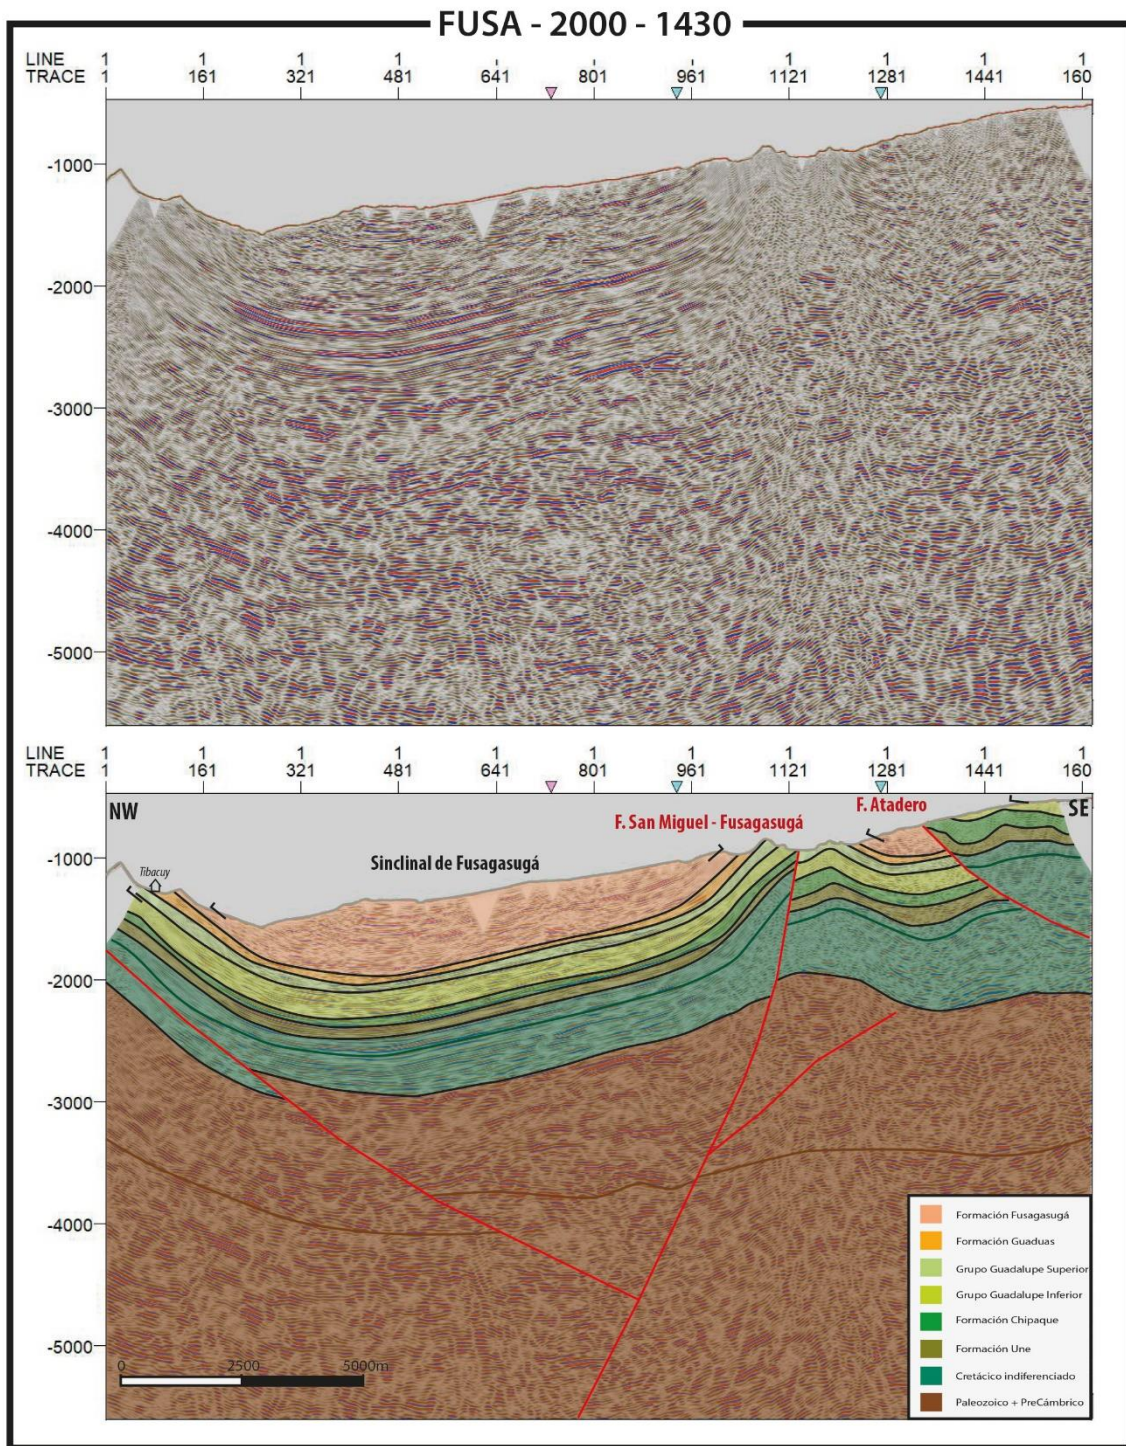 FUSA - 2000 - 1430
LINE 1 1 1 1 1 1 1 1 1 1 1
TRACE 1 161 321 481 641 801 961 1121 1281 1441 160
-1000
-2000
-3000
-4000
-5000
LINE 1 1 1 1 1 1 1 1 1 1 1
TRACE 1 161 321 481 641 801 961 1121 1281 1441 160
NW
F. San Miguel - Fusagasugá
F. Atadero
SE
-1000
Tibacuy
Sinclinal de Fusagasugá
-2000
-3000
-4000
-5000
0 2500 5000m
Formación Fusagasugá
Formación Guaduas
Grupo Guadalupe Superior
Grupo Guadalupe Inferior
Formación Chipaque
Formación Une
Cretácico indiferenciado
Paleozoico + PreCámbrico